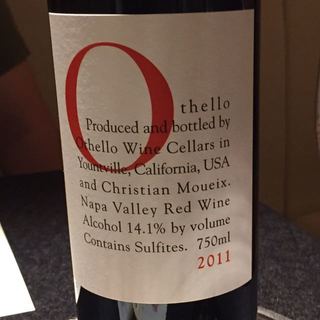 Othello
Produced and bottled by
Othello Wine Cellars in
Yountville, California, USA
and Christian Moueix.
Napa Valley Red Wine
Alcohol 14.1% by volume
Contains Sulfites. 750ml
2011